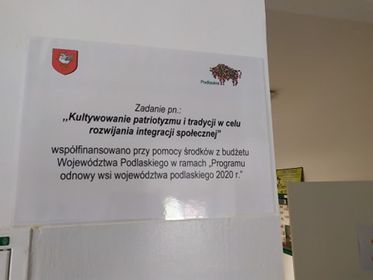 Podlaskie
Zadanie pn.:
,,Kultywowanie patriotyzmu i tradycji w celu
rozwijania integracji społecznej”
współfinansowano przy pomocy środków z budżetu
Województwa Podlaskiego w ramach „Programu
odnowy wsi województwa podlaskiego 2020 r.”